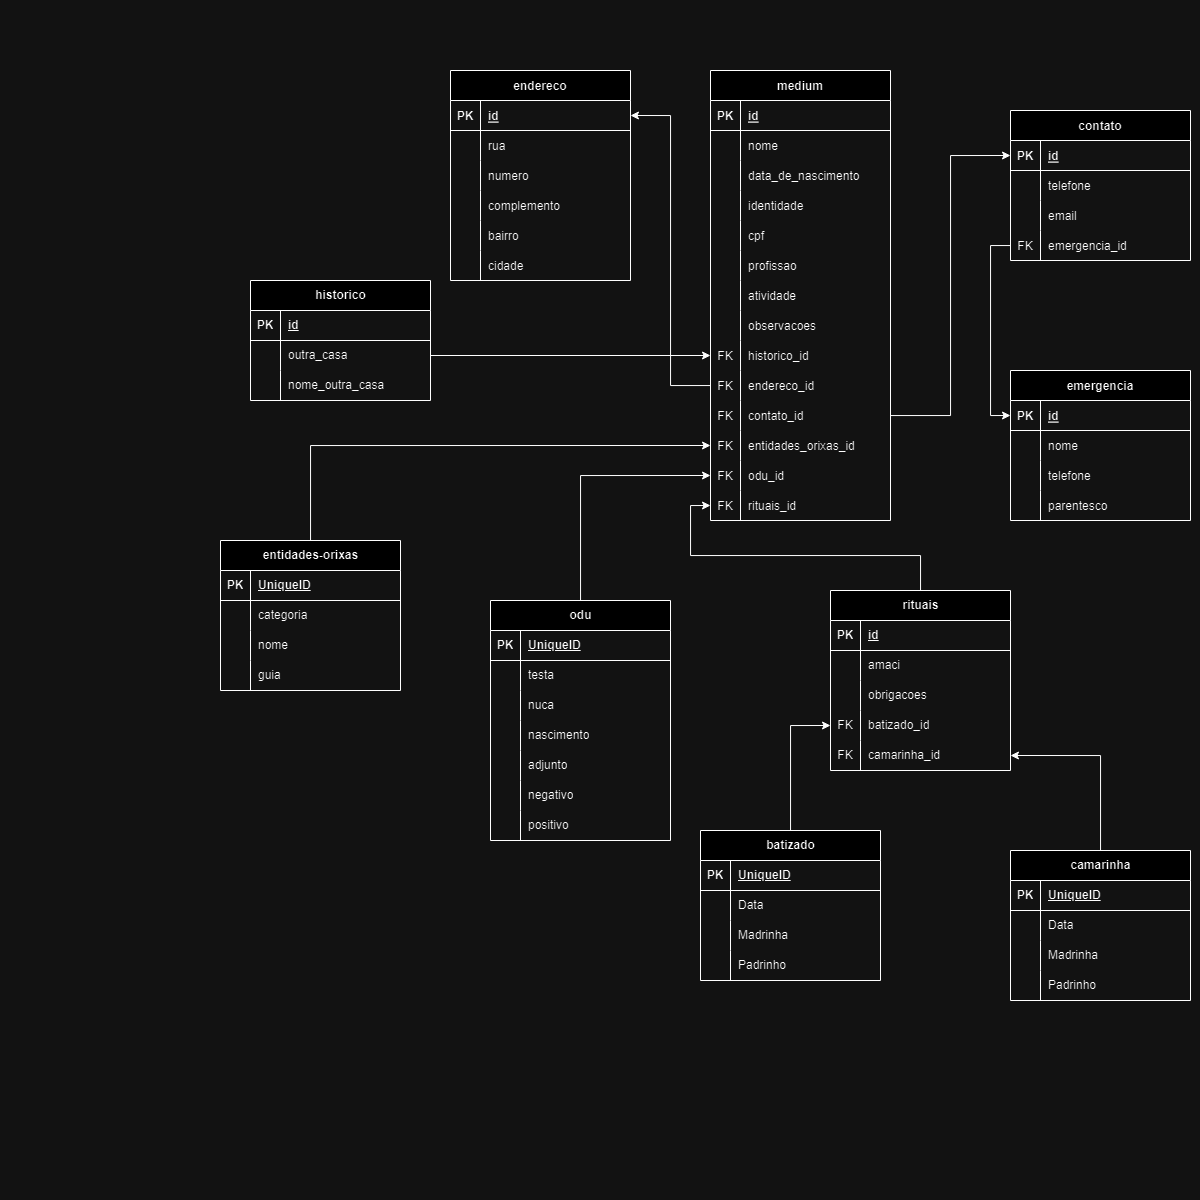 endereco
PK id
rua
numero
complemento
bairro
cidade
medium
PK id
nome
data_de_nascimento
identidade
cpf
profissao
atividade
observacoes
FK historico_id
FK endereco_id
FK contato_id
FK entidades_orixas_id
FK odu_id
FK rituais_id
contato
PK id
telefone
email
FK emergencia_id
historico
PK id
outra_casa
nome_outra_casa
emergencia
PK id
nome
telefone
parentesco
entidades-orixas
PK UniqueID
categoria
nome
guia
odu
PK UniqueID
testa
nuca
nascimento
adjunto
negativo
positivo
rituais
PK id
amaci
obrigacoes
FK batizado_id
FK camarinha_id
batizado
PK UniqueID
Data
Madrinha
Padrinho
camarinha
PK UniqueID
Data
Madrinha
Padrinho